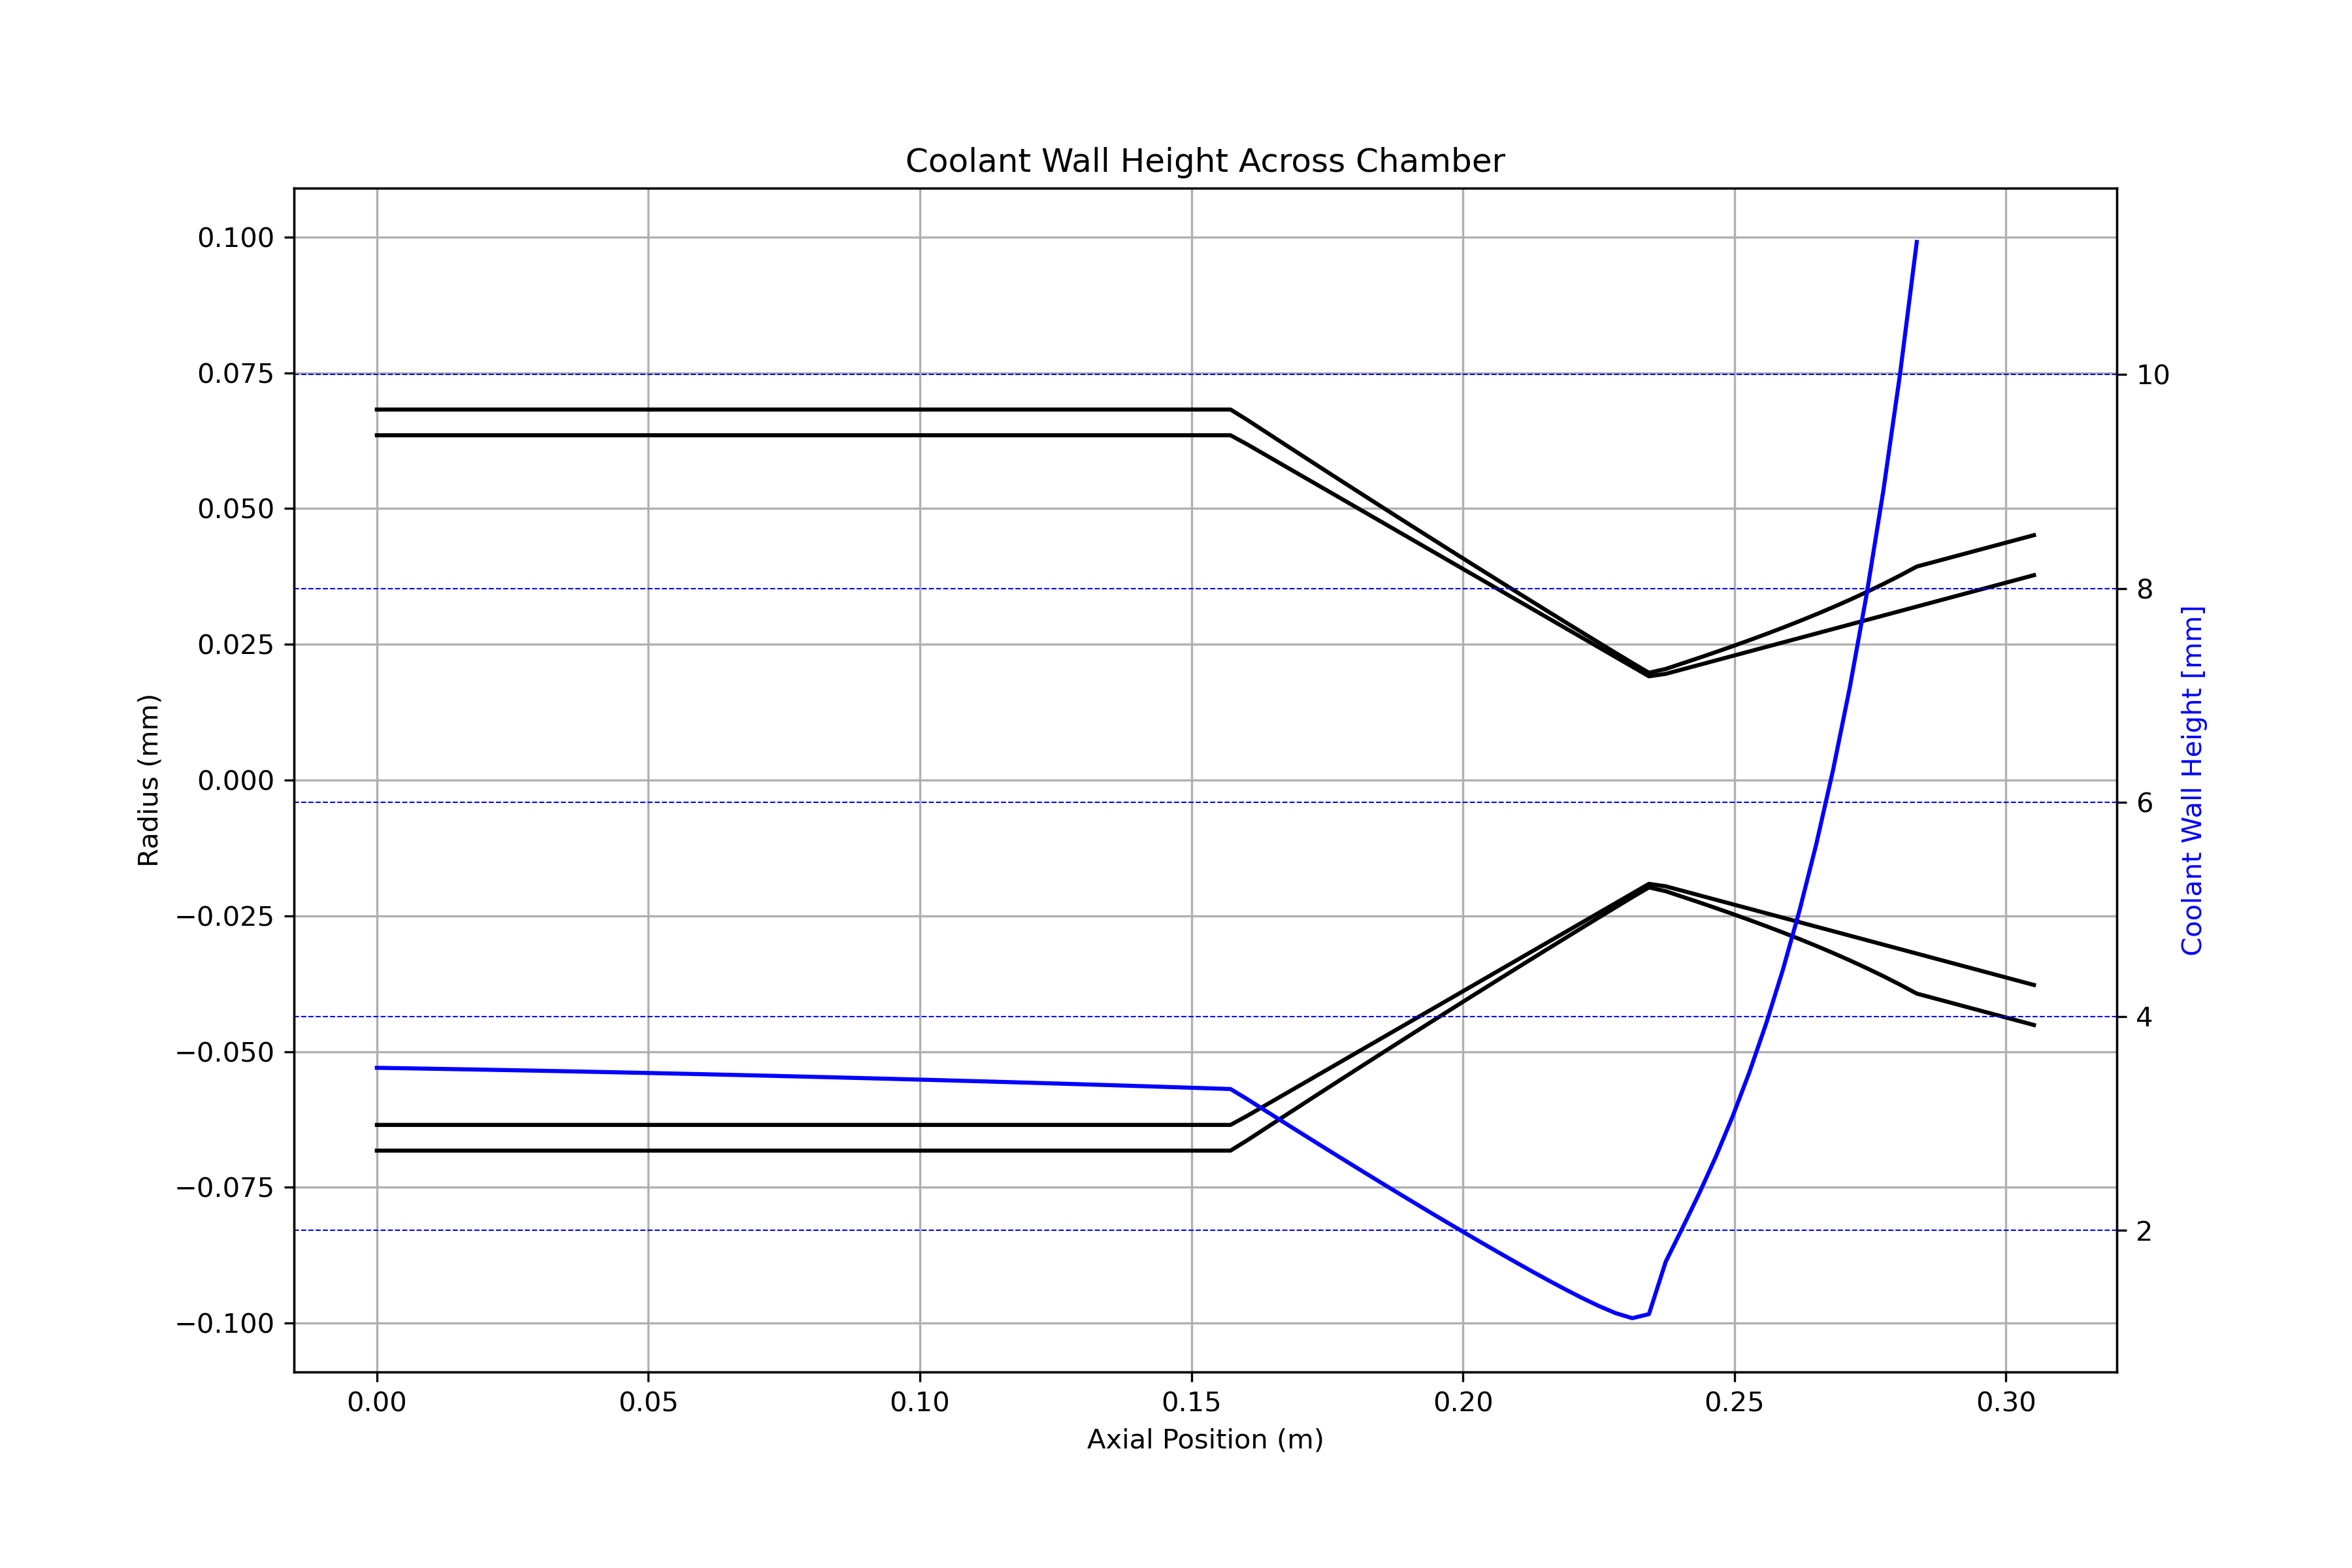 Coolant Wall Height Across Chamber
0.100
0.075
0.050
0.025
0.000
−0.025
−0.050
−0.075
−0.100
Radius (mm)
10
8
6
4
2
Coolant Wall Height [mm]
0.00 0.05 0.10 0.15 0.20 0.25 0.30
Axial Position (m)